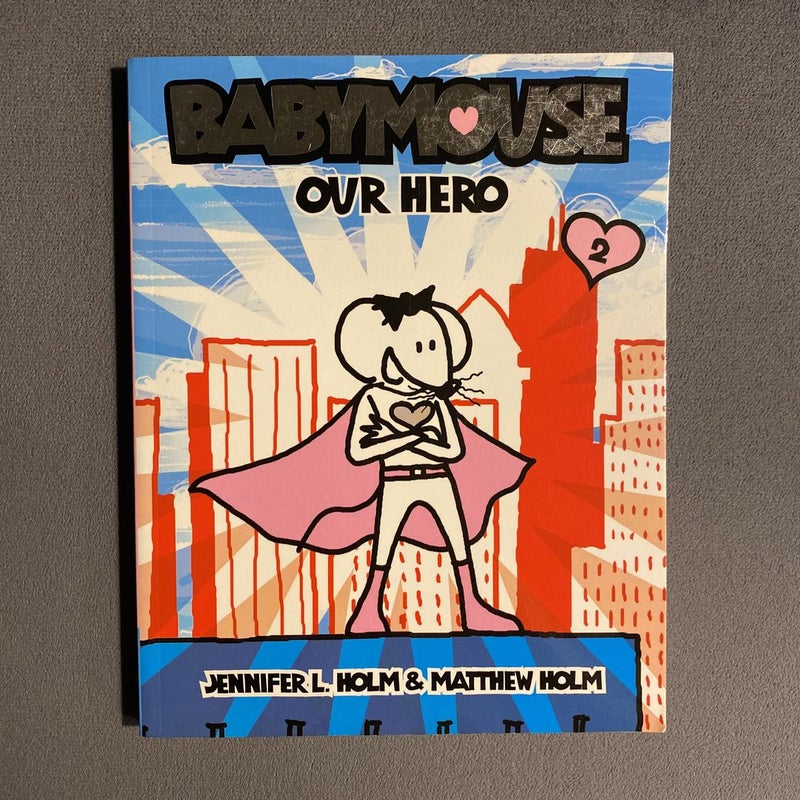 BABYMOUSE
OUR HERO
2
JENNIFER L. HOLM & MATTHEW HOLM